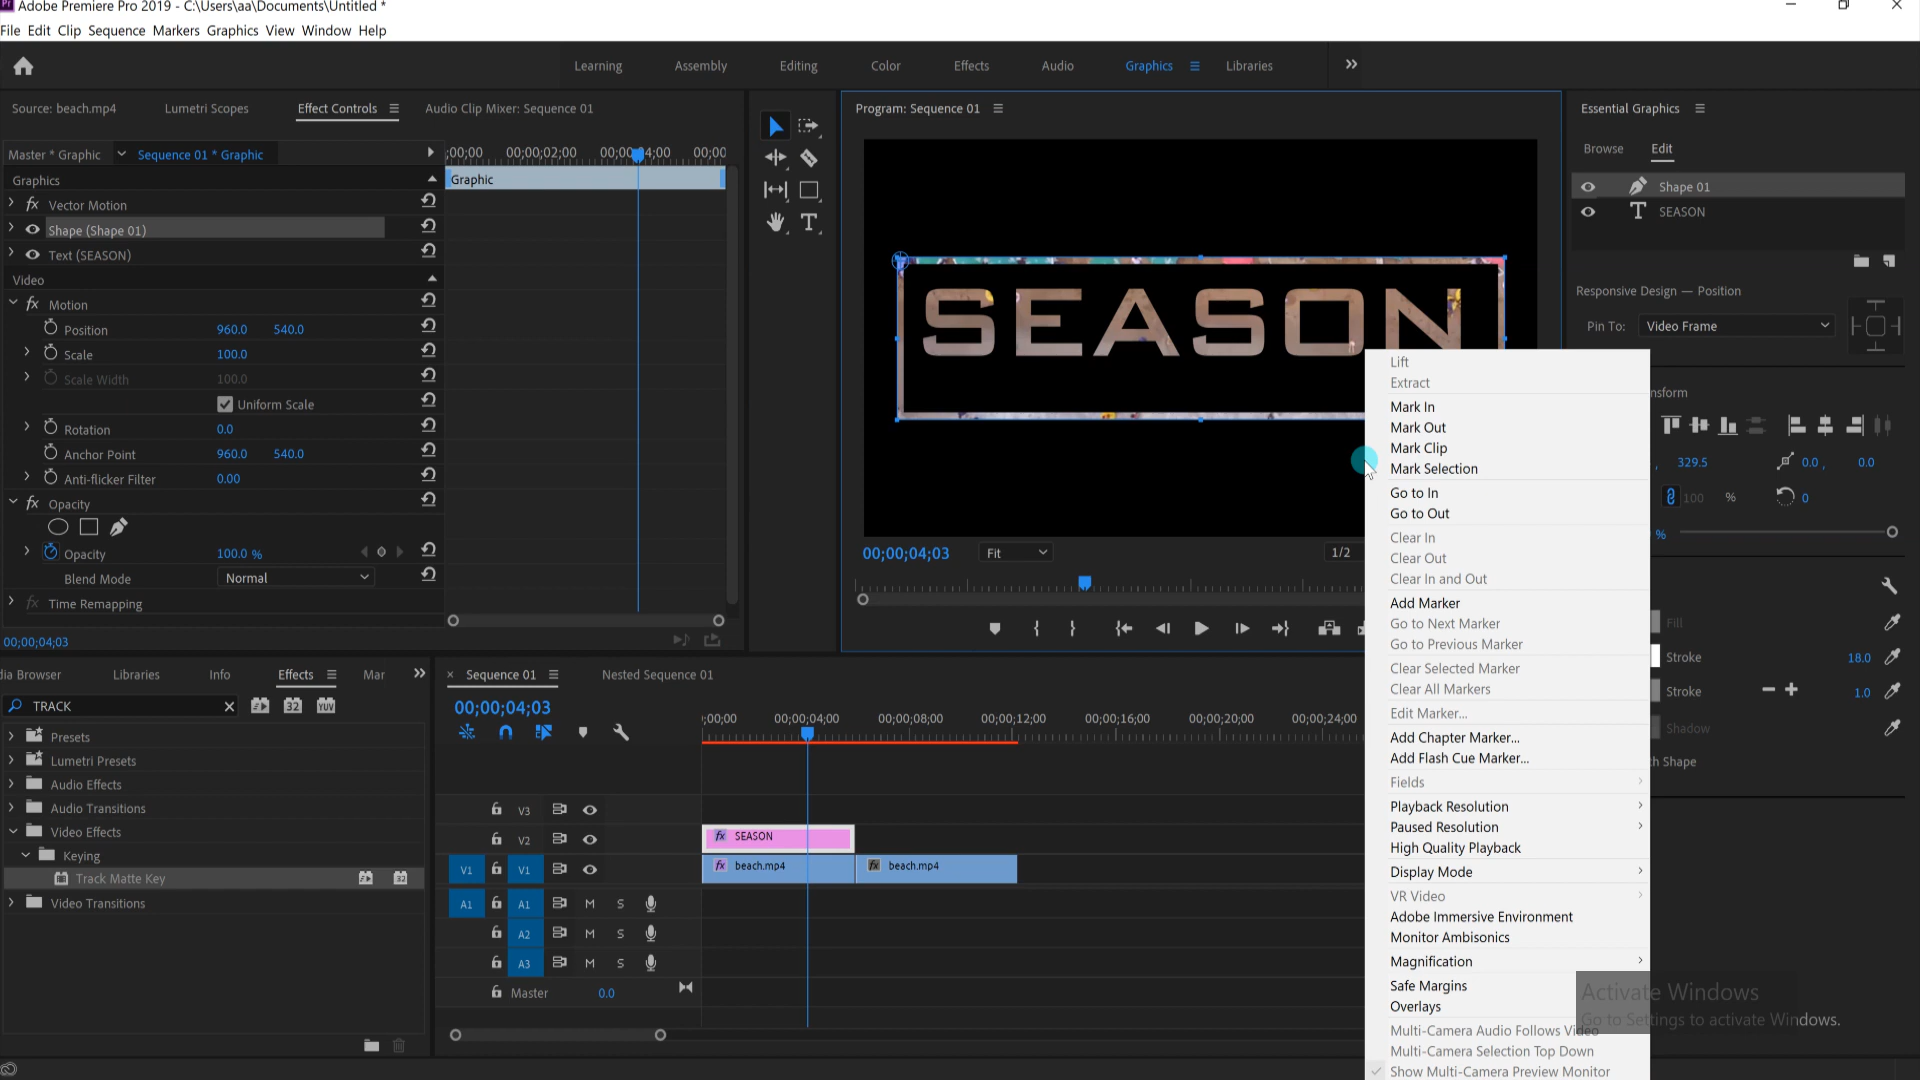 Adobe Premiere Pro 2019 - C:\Users\aa\Documents\Untitled *
File Edit Clip Sequence Markers Graphics View Window Help
Learning Assembly Editing Color Effects Audio Graphics Libraries
Source: beach.mp4 Lumetri Scopes Effect Controls Audio Clip Mixer: Sequence 01
Program: Sequence 01
Essential Graphics
Browse Edit
Master * Graphic Sequence 01 * Graphic
;00;00 00;00;02;00 00;00;04;00 00;00
Graphics
Graphic
fx Vector Motion
Shape (Shape 01)
Text (SEASON)
Video
fx Motion
Position 960.0 540.0
Scale 100.0
Scale Width 100.0
Uniform Scale
Rotation 0.0
Anchor Point 960.0 540.0
Anti-flicker Filter 0.00
fx Opacity
Opacity 100.0 %
Blend Mode Normal
fx Time Remapping
00;00;04;03
T
SEASON
00;00;04;03 Fit 1/2
Shape 01
T SEASON
Responsive Design — Position
Pin To: Video Frame
nsform
, 329.5 0.0 , 0.0
100 % 0
%
Fill
Stroke 18.0
Stroke 1.0
Shadow
h Shape
Lift
Extract
Mark In
Mark Out
Mark Clip
Mark Selection
Go to In
Go to Out
Clear In
Clear Out
Clear In and Out
Add Marker
Go to Next Marker
Go to Previous Marker
Clear Selected Marker
Clear All Markers
Edit Marker...
Add Chapter Marker...
Add Flash Cue Marker...
Fields
Playback Resolution
Paused Resolution
High Quality Playback
Display Mode
VR Video
Adobe Immersive Environment
Monitor Ambisonics
Magnification
Safe Margins
Overlays
Multi-Camera Audio Follows Video
Multi-Camera Selection Top Down
Show Multi-Camera Preview Monitor
dia Browser Libraries Info Effects Mar
TRACK 32 YUV
Presets
Lumetri Presets
Audio Effects
Audio Transitions
Video Effects
Keying
Track Matte Key 32
Video Transitions
× Sequence 01 Nested Sequence 01
00;00;04;03
;00;00 00;00;04;00 00;00;08;00 00;00;12;00 00;00;16;00 00;00;20;00 00;00;24;00
V3
V2 fx SEASON
V1 V1 fx beach.mp4 fx beach.mp4
A1 A1 M S
A2 M S
A3 M S
Master 0.0
Activate Windows
Go to Settings to activate Windows.